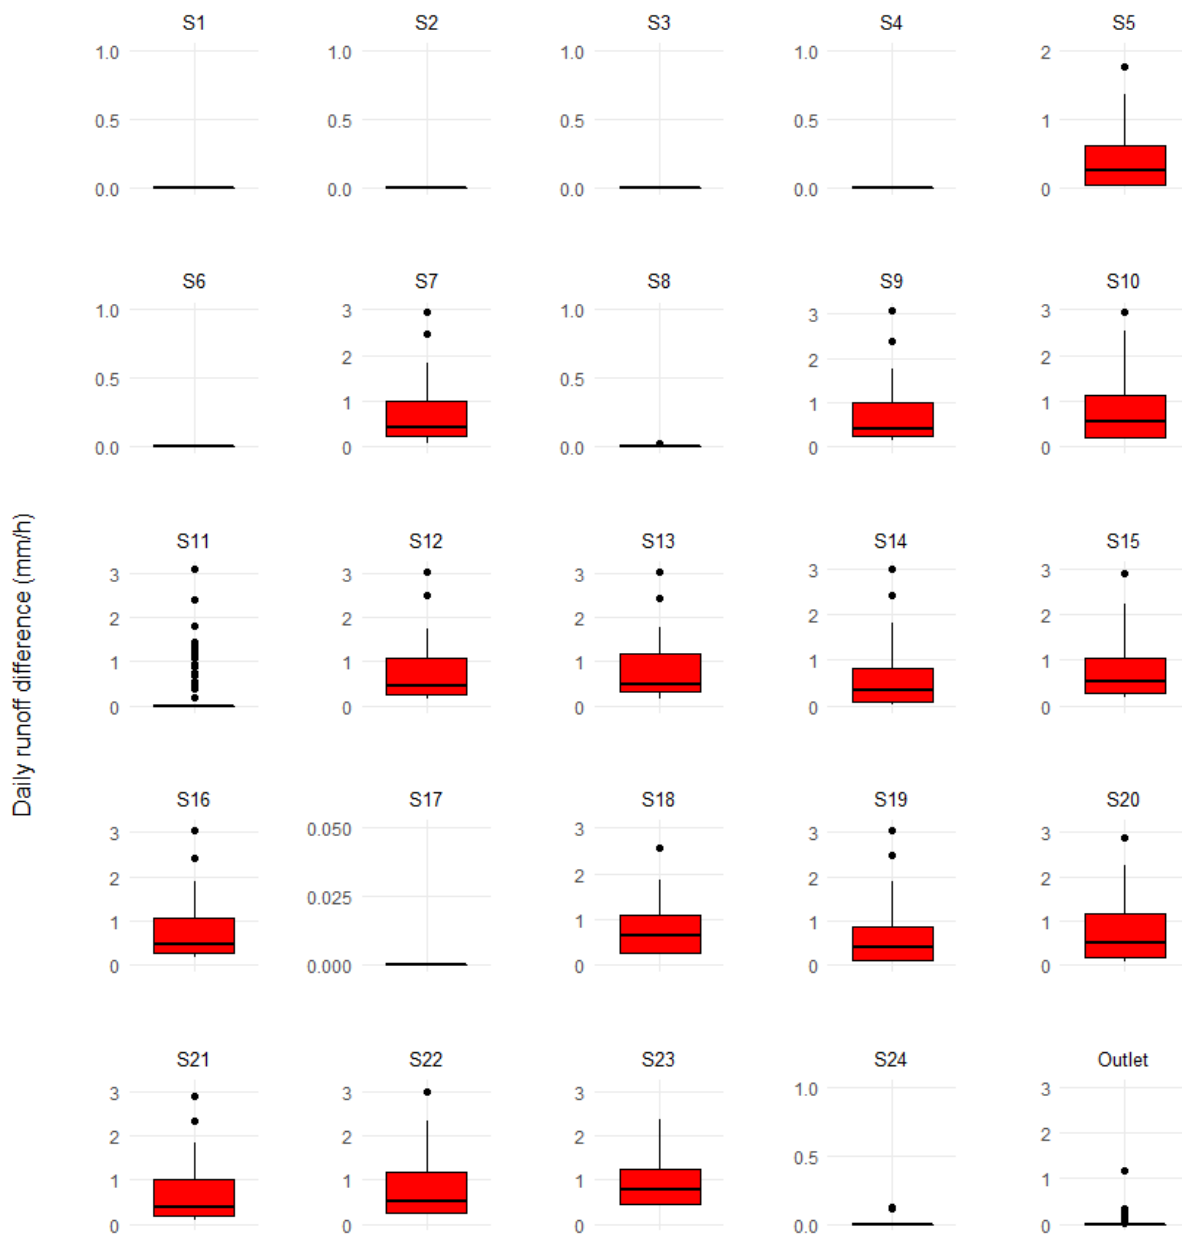 S1 S2 S3 S4 S5
1.0 1.0 1.0 1.0 2
0.5 0.5 0.5 0.5 1
0.0 0.0 0.0 0.0 0
S6 S7 S8 S9 S10
1.0 3 1.0 3 3
0.5 2 0.5 2 2
1 1 1
0.0 0 0.0 0 0
Daily runoff difference (mm/h)
S11 S12 S13 S14 S15
3 3 3 3 3
2 2 2 2 2
1 1 1 1 1
0 0 0 0 0
S16 S17 S18 S19 S20
3 0.050 3 3 3
2 0.025 2 2 2
1 1 1 1
0 0.000 0 0 0
S21 S22 S23 S24 Outlet
3 3 3 1.0 3
2 2 2 0.5 2
1 1 1 1
0 0 0 0.0 0